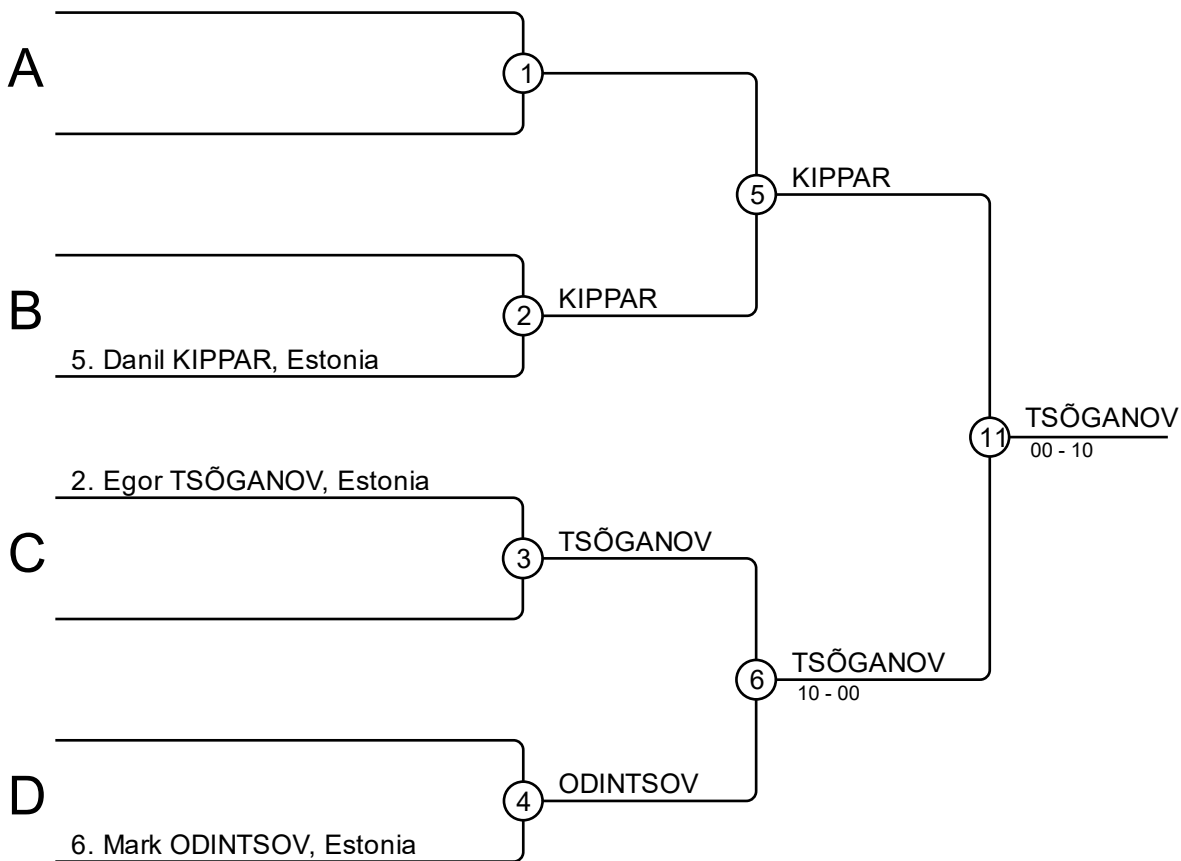 A
1
5
KIPPAR
B
2
KIPPAR
5. Danil KIPPAR, Estonia
11
TSÕGANOV
00 - 10
2. Egor TSÕGANOV, Estonia
C
3
TSÕGANOV
6
TSÕGANOV
10 - 00
D
4
ODINTSOV
6. Mark ODINTSOV, Estonia